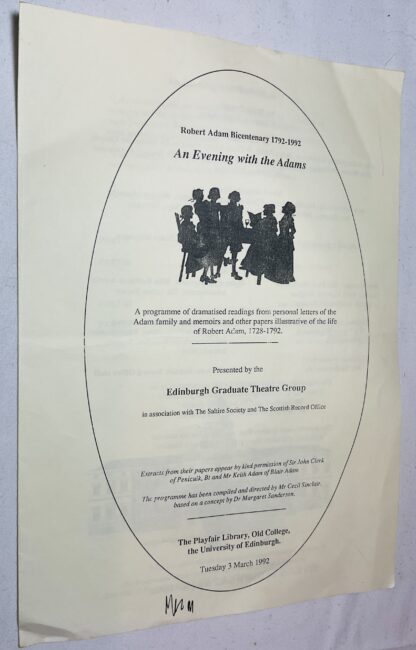 Robert Adam Bicentenary 1792-1992
An Evening with the Adams
A programme of dramatised readings from personal letters of the
Adam family and memoirs and other papers illustrative of the life
of Robert Adam, 1728-1792.
Presented by the
Edinburgh Graduate Theatre Group
in association with The Saltire Society and The Scottish Record Office
Extracts from their papers appear by kind permission of Sir John Clerk
of Penicuik, Bt and Mr Keith Adam of Blair Adam
The programme has been compiled and directed by Mr Cecil Sinclair,
based on a concept by Dr Margaret Sanderson.
The Playfair Library, Old College,
the University of Edinburgh.
Tuesday 3 March 1992